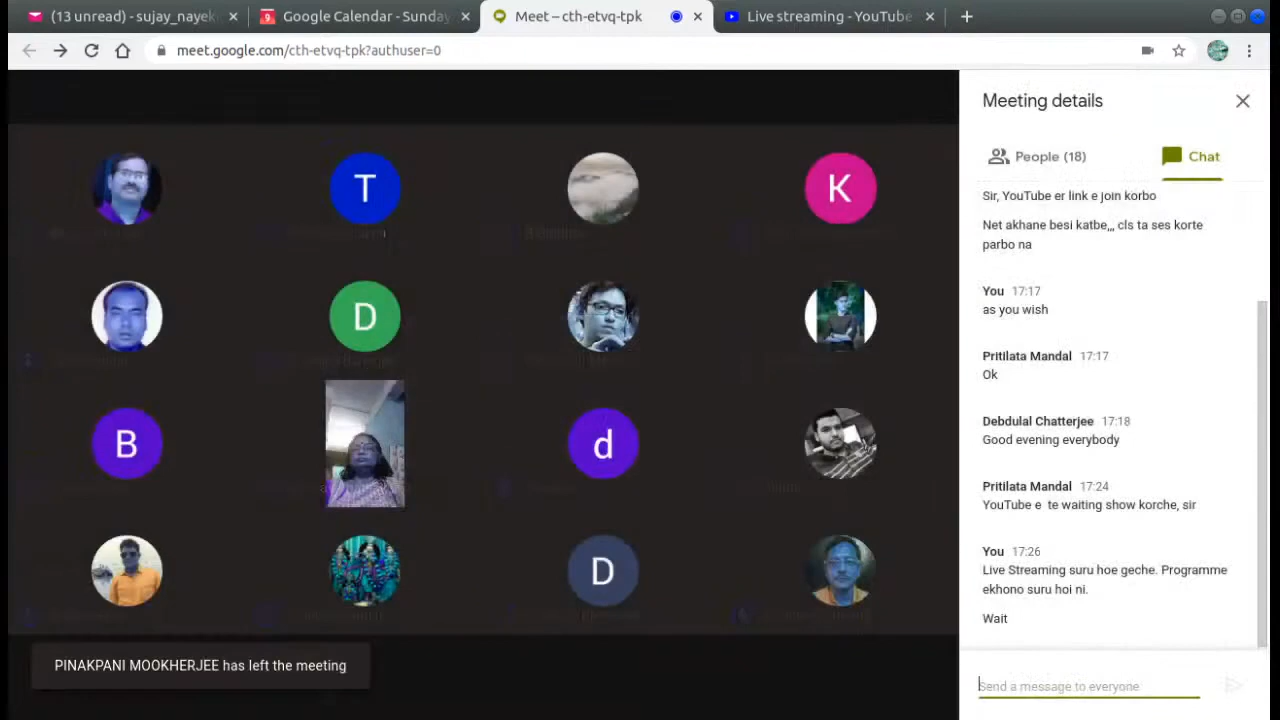 (13 unread) - sujay_nayek
Google Calendar - Sunday
Meet – cth-etvq-tpk
Live streaming - YouTube
meet.google.com/cth-etvq-tpk?authuser=0
Meeting details
People (18)
Chat
Sir, YouTube er link e join korbo
Net akhane besi katbe,,, cls ta ses korte
parbo na
You 17:17
as you wish
Pritilata Mandal 17:17
Ok
Debdulal Chatterjee 17:18
Good evening everybody
Pritilata Mandal 17:24
YouTube e te waiting show korche, sir
You 17:26
Live Streaming suru hoe geche. Programme
ekhono suru hoi ni.
Wait
Send a message to everyone
T
K
D
B
d
D
PINAKPANI MOOKHERJEE has left the meeting